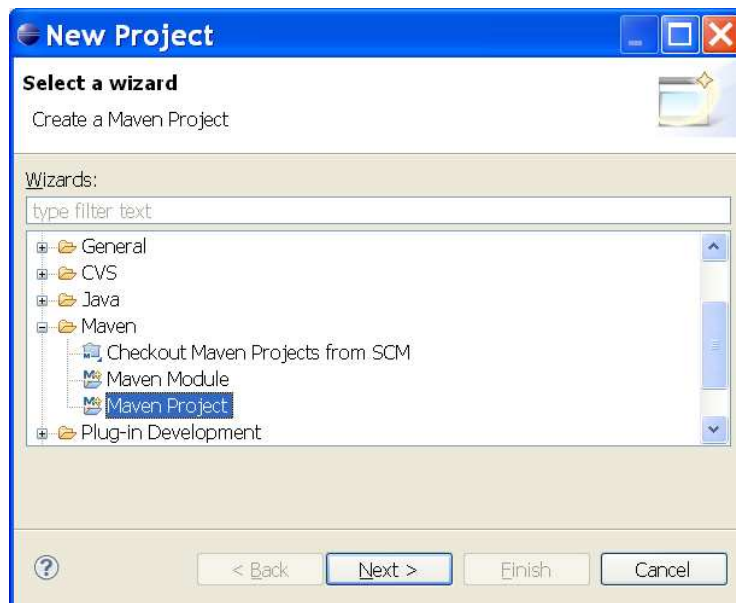 New Project
Select a wizard
Create a Maven Project
Wizards:
type filter text
General
CVS
Java
Maven
Checkout Maven Projects from SCM
Maven Module
Maven Project
Plug-in Development
< Back Next > Finish Cancel